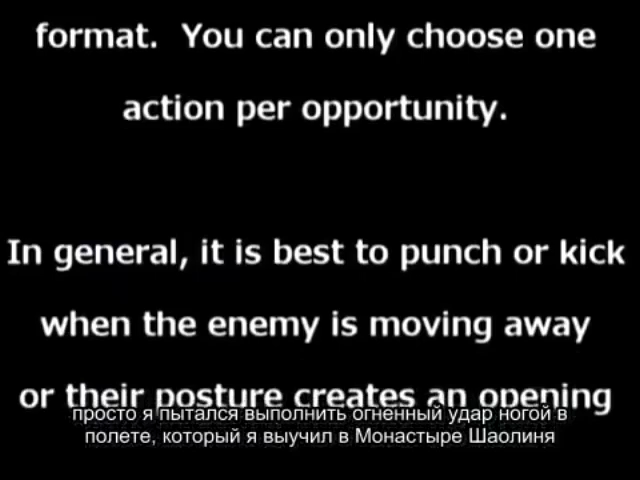 format.  You can only choose one
action per opportunity.
In general, it is best to punch or kick
when the enemy is moving away
or their posture creates an opening
просто я пытался выполнить огненный удар ногой в
полете, который я выучил в Монастыре Шаолиня